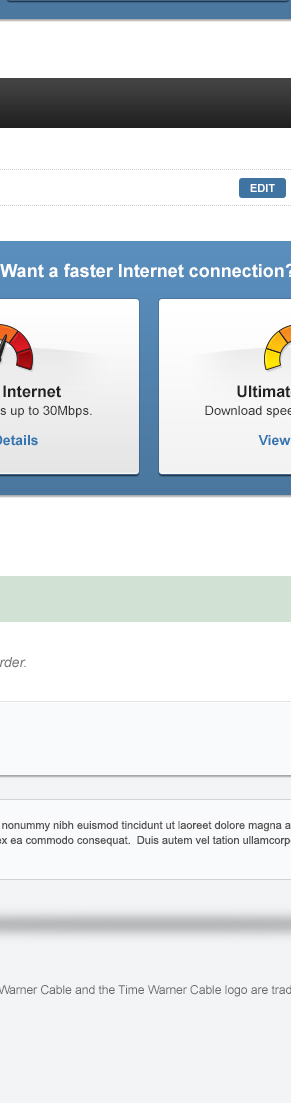 EDIT
Want a faster Internet connection?
Internet
s up to 30Mbps.
Details
Ultimat
Download spee
View
rder.
nonummy nibh euismod tincidunt ut laoreet dolore magna a
ex ea commodo consequat. Duis autem vel tation ullamcorp
Warner Cable and the Time Warner Cable logo are trad